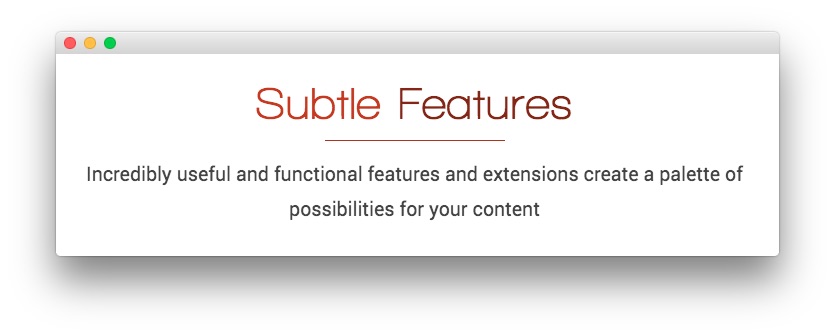 Subtle Features
Incredibly useful and functional features and extensions create a palette of
possibilities for your content